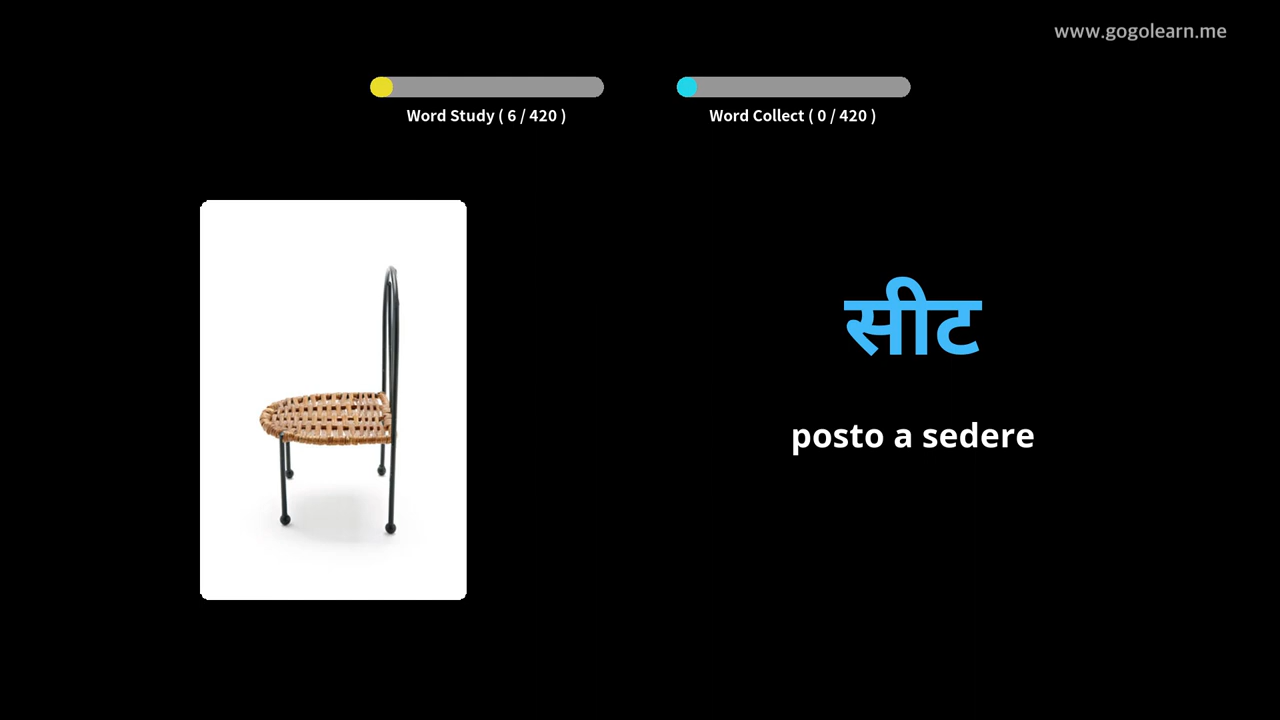 www.gogolearn.me
Word Study ( 6 / 420 )
Word Collect ( 0 / 420 )
सीट
posto a sedere